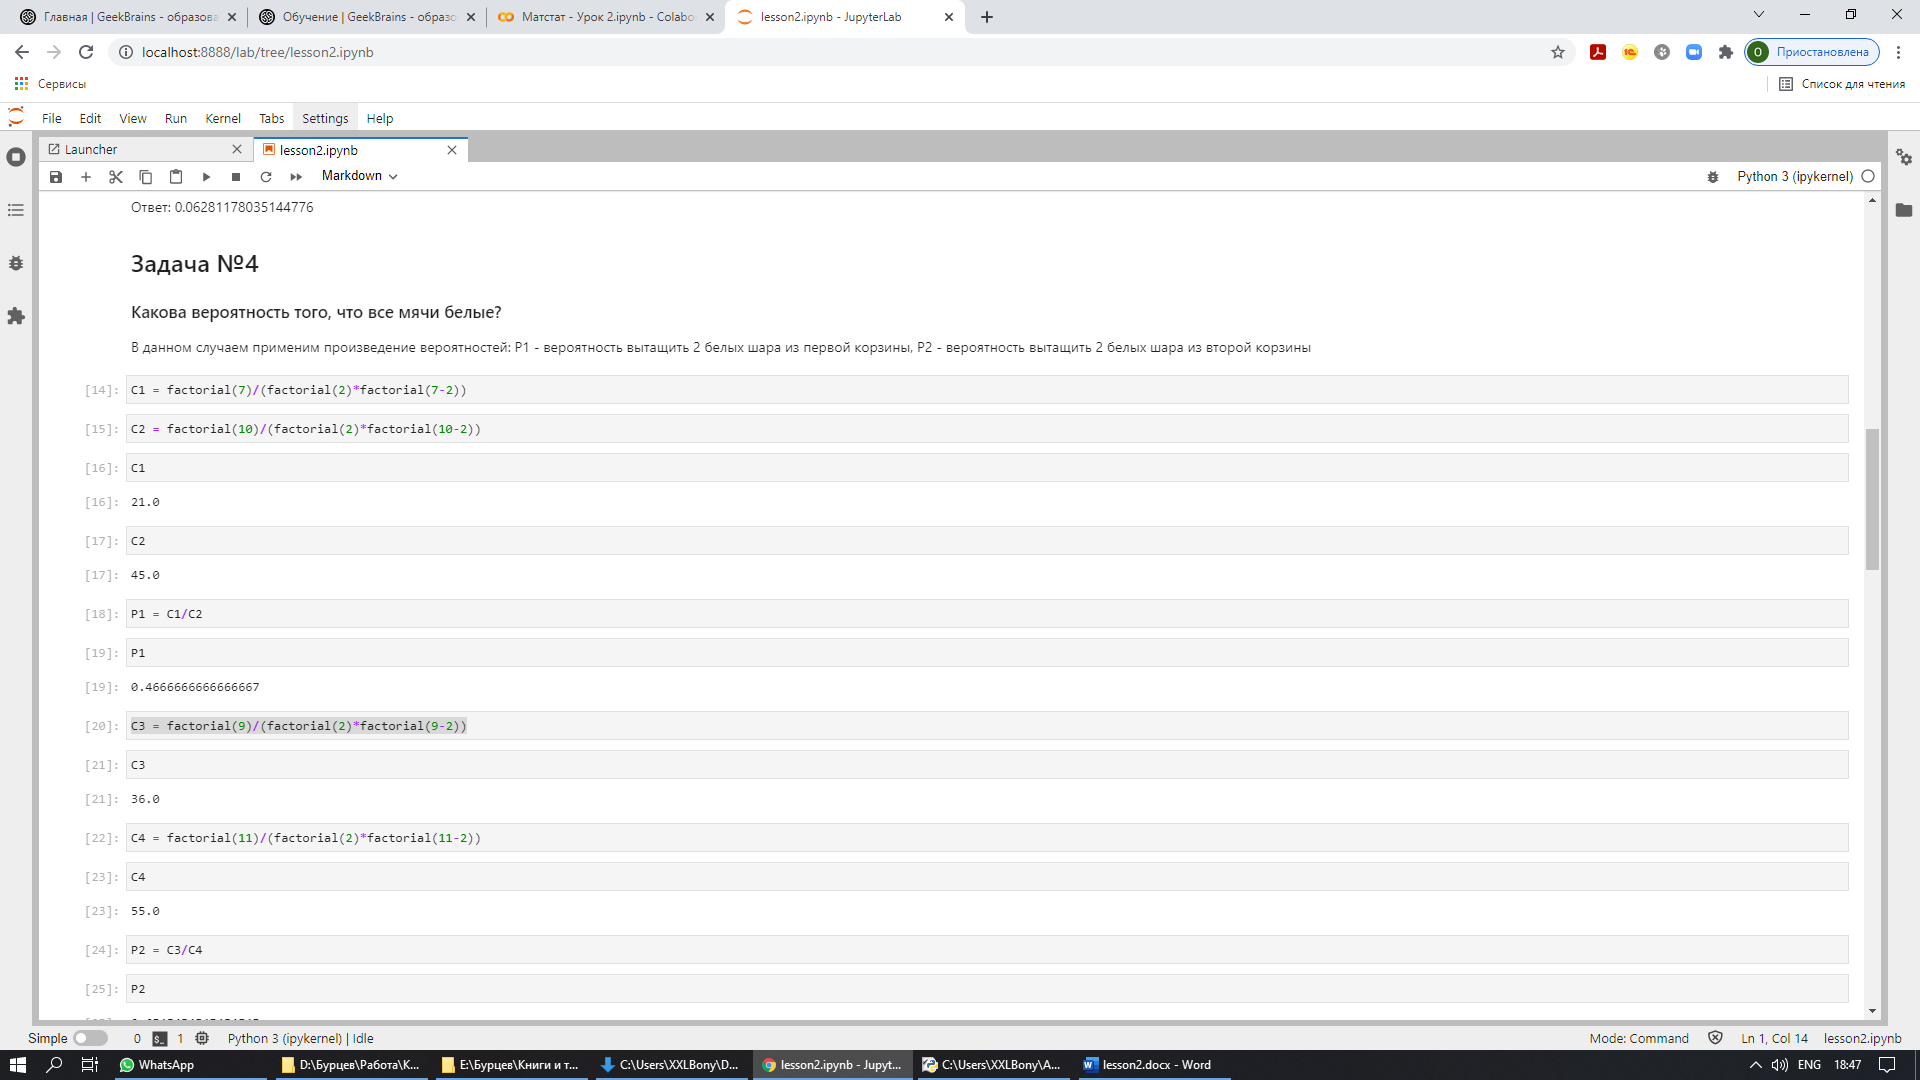 Главная | GeekBrains - образова
Обучение | GeekBrains - образо
Матстат - Урок 2.ipynb - Colabo
lesson2.ipynb - JupyterLab
localhost:8888/lab/tree/lesson2.ipynb
О Приостановлена
Сервисы
Список для чтения
File Edit View Run Kernel Tabs Settings Help
Launcher
lesson2.ipynb
Markdown
Python 3 (ipykernel)
Ответ: 0.06281178035144776
Задача №4
Какова вероятность того, что все мячи белые?
В данном случаем применим произведение вероятностей: P1 - вероятность вытащить 2 белых шара из первой корзины, P2 - вероятность вытащить 2 белых шара из второй корзины
[14]: C1 = factorial(7)/(factorial(2)*factorial(7-2))
[15]: C2 = factorial(10)/(factorial(2)*factorial(10-2))
[16]: C1
[16]: 21.0
[17]: C2
[17]: 45.0
[18]: P1 = C1/C2
[19]: P1
[19]: 0.4666666666666667
[20]: C3 = factorial(9)/(factorial(2)*factorial(9-2))
[21]: C3
[21]: 36.0
[22]: C4 = factorial(11)/(factorial(2)*factorial(11-2))
[23]: C4
[23]: 55.0
[24]: P2 = C3/C4
[25]: P2
Simple 0 1 Python 3 (ipykernel) | Idle Mode: Command Ln 1, Col 14 lesson2.ipynb
WhatsApp
D:\Бурцев\Работа\К...
E:\Бурцев\Книги и т...
C:\Users\XXLBony\D...
lesson2.ipynb - Jupyt...
C:\Users\XXLBony\A...
lesson2.docx - Word
ENG 18:47